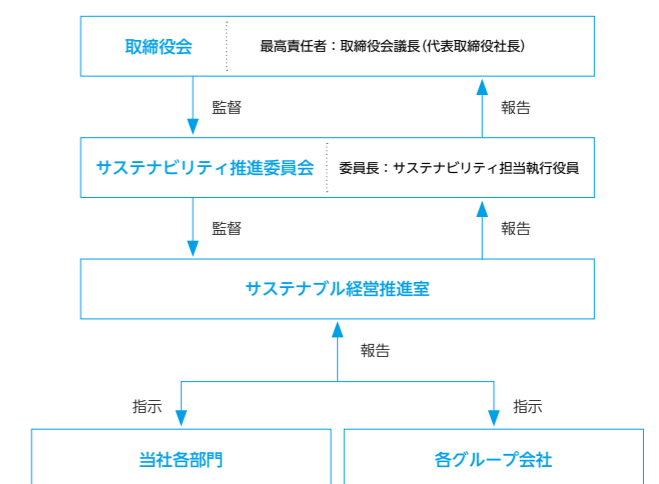 取締役会
最高責任者：取締役会議長（代表取締役社長）
監督
報告
サステナビリティ推進委員会
委員長：サステナビリティ担当執行役員
監督
報告
サステナブル経営推進室
報告
指示
指示
当社各部門
各グループ会社